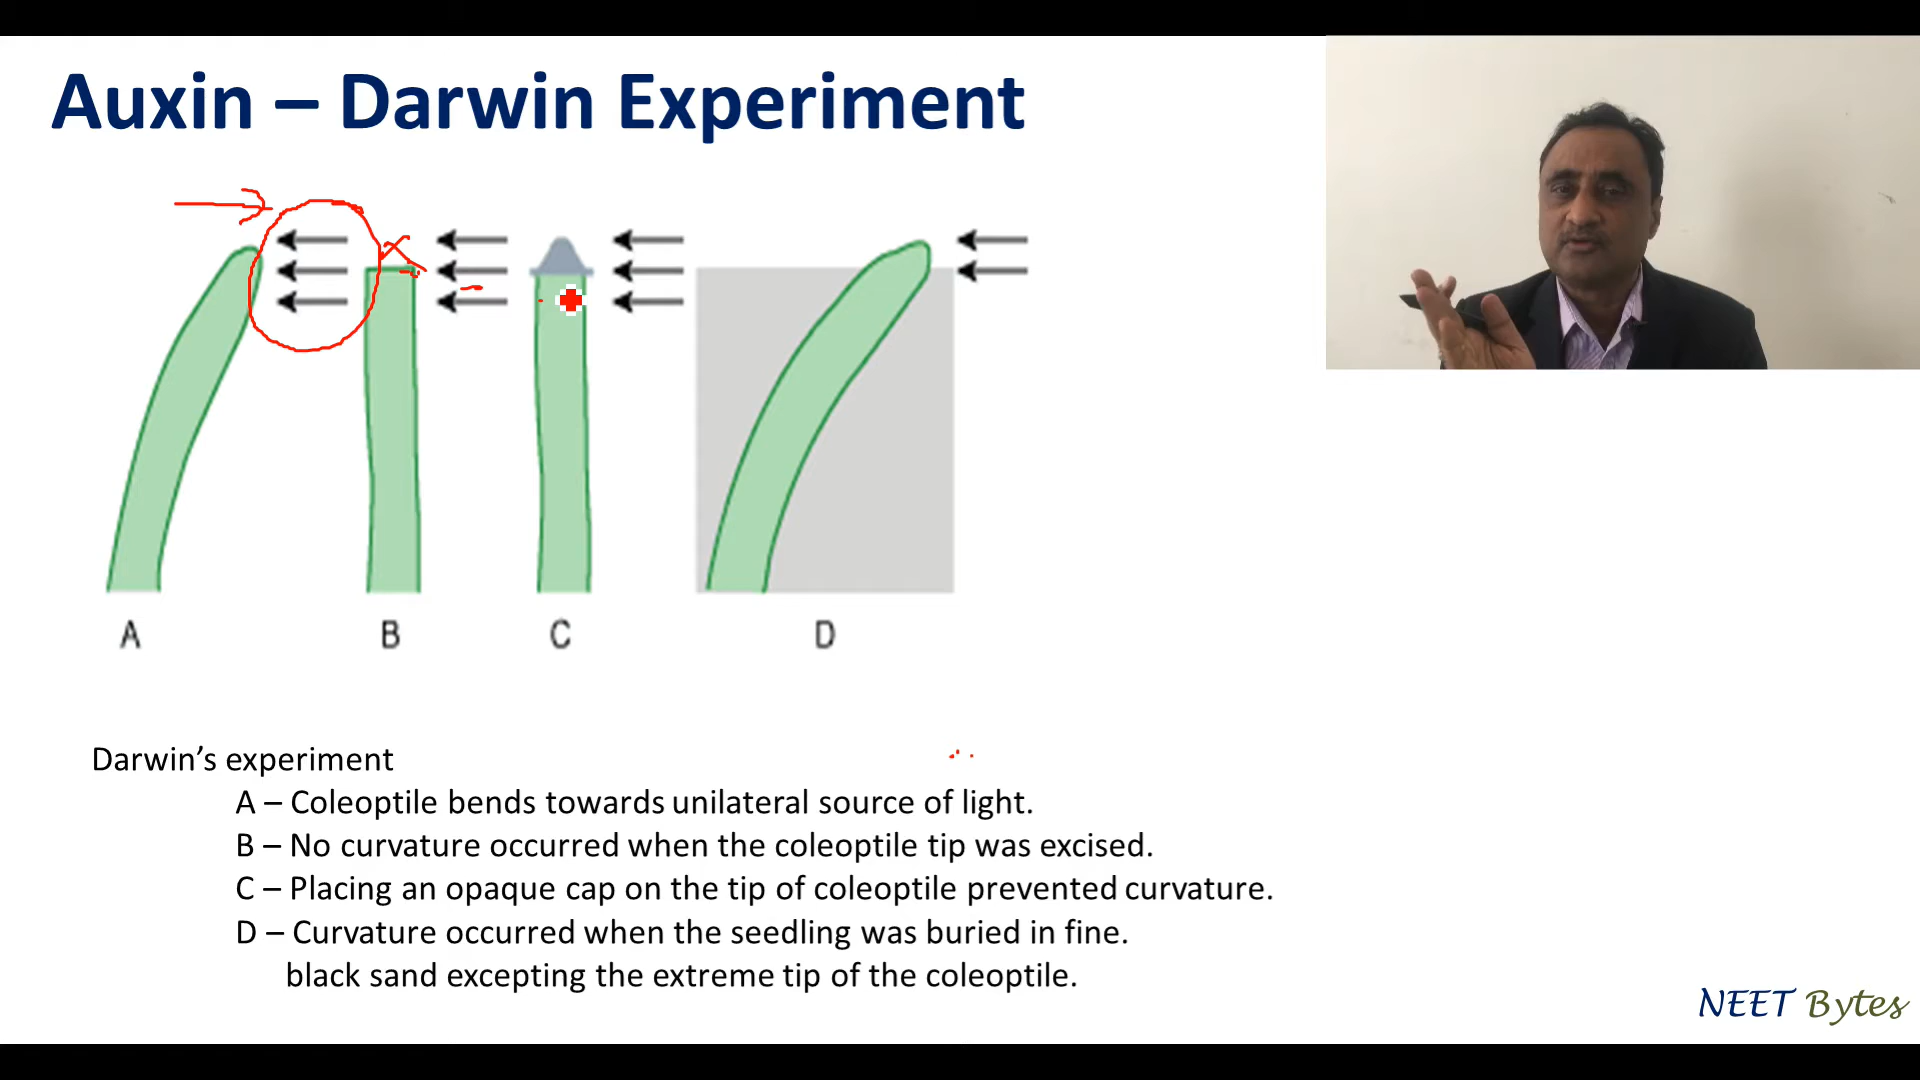 Auxin – Darwin Experiment
A
B
C
D
Darwin’s experiment
A – Coleoptile bends towards unilateral source of light.
B – No curvature occurred when the coleoptile tip was excised.
C – Placing an opaque cap on the tip of coleoptile prevented curvature.
D – Curvature occurred when the seedling was buried in fine.
black sand excepting the extreme tip of the coleoptile.
NEET Bytes